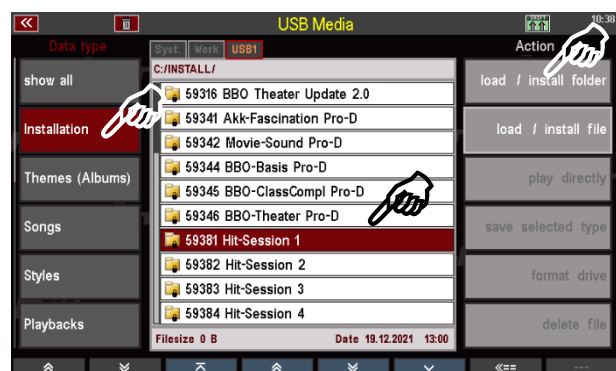 USB Media
10:38
Data type
Syst. Work USB1
Action
C:/INSTALL/
show all
Installation
Themes (Albums)
Songs
Styles
Playbacks
59316 BBO Theater Update 2.0
59341 Akk-Fascination Pro-D
59342 Movie-Sound Pro-D
59344 BBO-Basis Pro-D
59345 BBO-ClassCompl Pro-D
59346 BBO-Theater Pro-D
59381 Hit-Session 1
59382 Hit-Session 2
59383 Hit-Session 3
59384 Hit-Session 4
Filesize 0 B Date 19.12.2021 13:00
load / install folder
load / install file
play directly
save selected type
format drive
delete file
«==
---